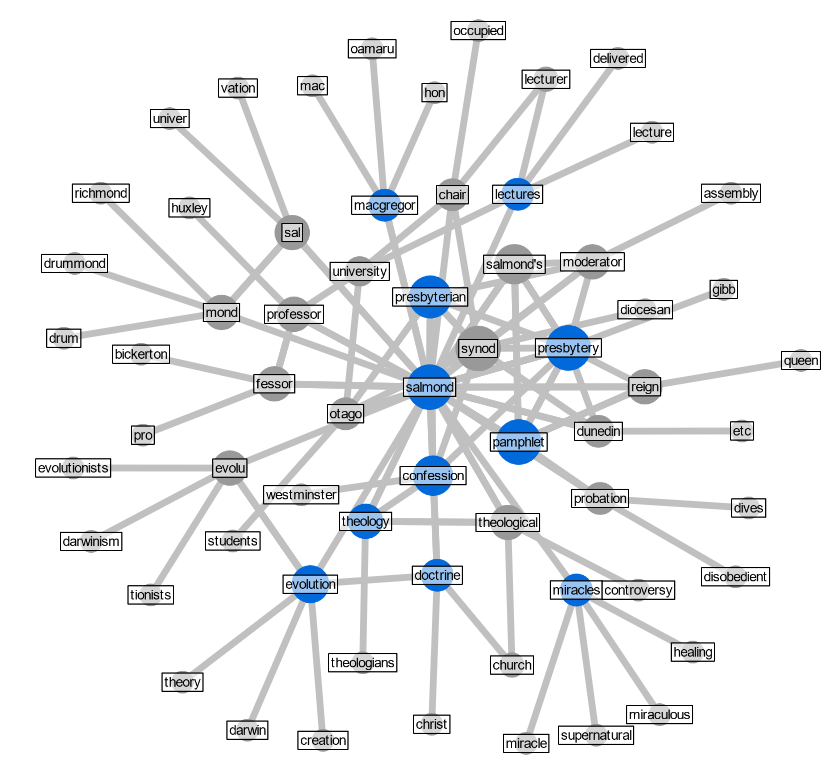 occupied
oamaru
delivered
lecturer
vation
mac
hon
univer
lecture
richmond
huxley
macgregor
chair
lectures
assembly
sal
drummond
university
salmond's
moderator
gibb
presbyterian
diocesan
mond
professor
drum
bickerton
synod
presbytery
queen
fessor
salmond
reign
otago
pro
dunedin
etc
pamphlet
evolutionists
evolu
confession
westminster
probation
dives
theology
theological
darwinism
students
evolution
doctrine
disobedient
tionists
miracles
controversy
theologians
church
healing
theory
darwin
christ
miraculous
creation
miracle
supernatural